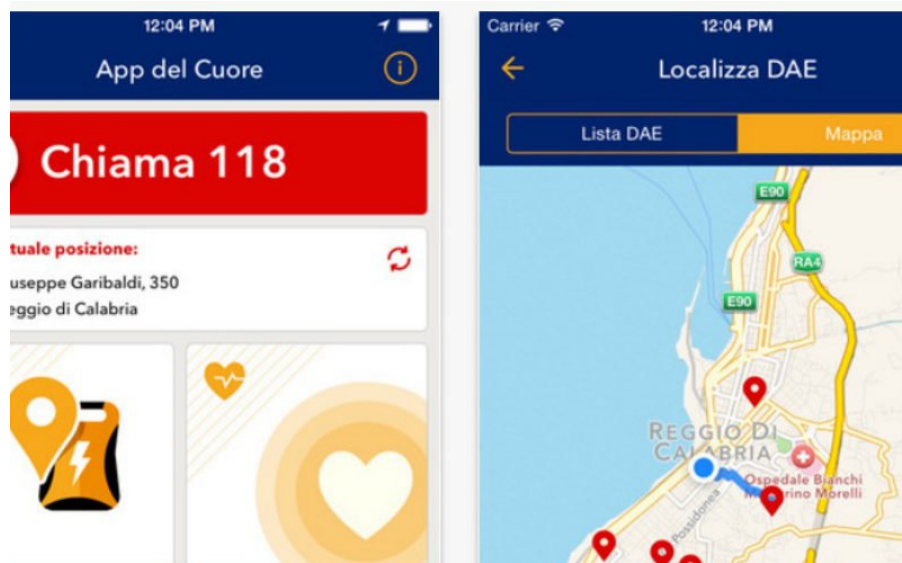 12:04 PM
App del Cuore
Chiama 118
tuale posizione:
useppe Garibaldi, 350
eggio di Calabria
Carrier
12:04 PM
Localizza DAE
Lista DAE
Mappa
E90
RA4
E90
REGGIO DI
CALABRIA
Ospedale Bianchi
Morelli
Possidonea